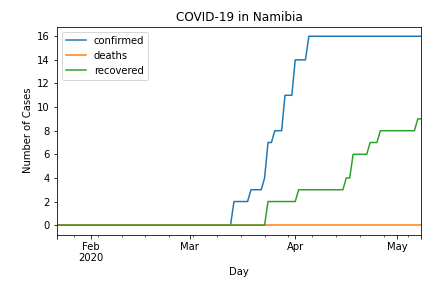 COVID-19 in Namibia
confirmed
deaths
recovered
Number of Cases
16
14
12
10
8
6
4
2
0
Feb
2020
Mar
Apr
May
Day